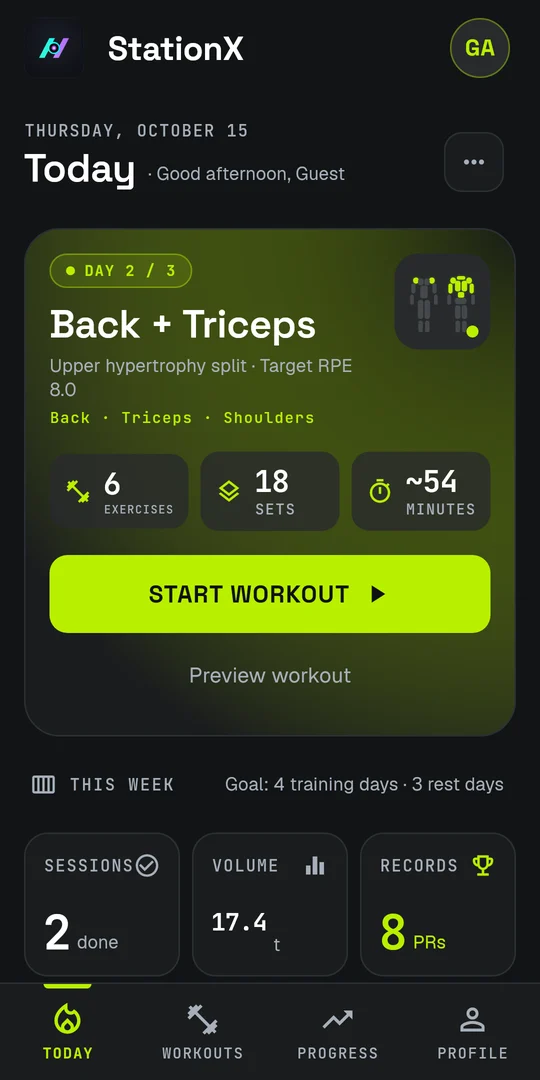 StationX
GA
THURSDAY, OCTOBER 15
Today · Good afternoon, Guest
DAY 2 / 3
Back + Triceps
Upper hypertrophy split · Target RPE
8.0
Back · Triceps · Shoulders
6
EXERCISES
18
SETS
~54
MINUTES
START WORKOUT
Preview workout
THIS WEEK
Goal: 4 training days · 3 rest days
SESSIONS
2 done
VOLUME
17.4 t
RECORDS
8 PRs
TODAY
WORKOUTS
PROGRESS
PROFILE